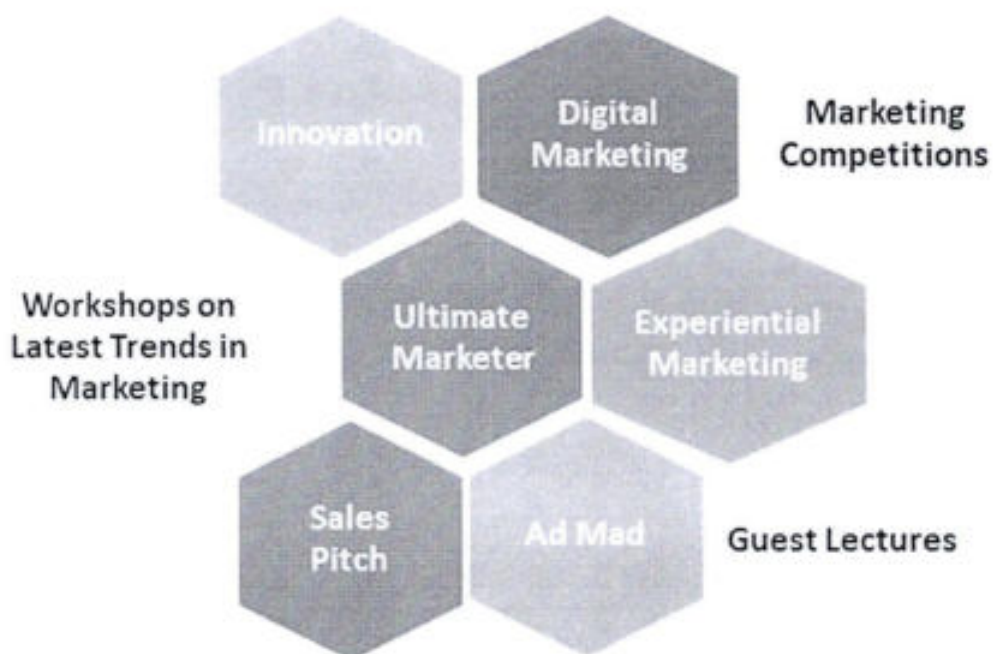 Innovation
Digital
Marketing
Marketing
Competitions
Workshops on
Latest Trends in
Marketing
Ultimate
Marketer
Experiential
Marketing
Sales
Pitch
Ad Mad
Guest Lectures